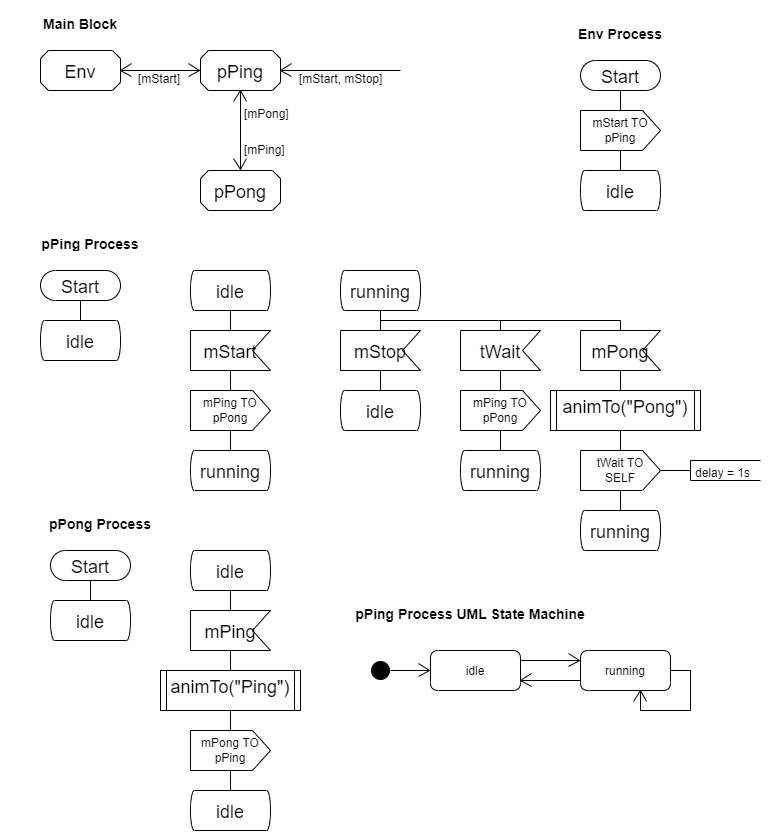 Main Block
Env
[mStart]
pPing
[mStart, mStop]
[mPong]
[mPing]
pPong
Env Process
Start
mStart TO
pPing
idle
pPing Process
Start
idle
idle
mStart
mPing TO
pPong
running
running
mStop
idle
tWait
mPing TO
pPong
running
mPong
animTo("Pong")
tWait TO
SELF
delay = 1s
running
pPong Process
Start
idle
idle
mPing
animTo("Ping")
mPong TO
pPing
idle
pPing Process UML State Machine
idle
running